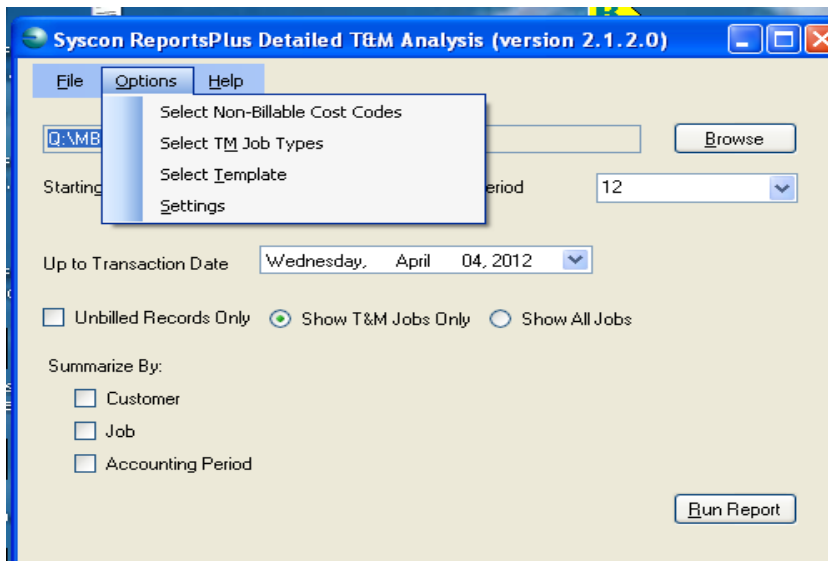 Syscon ReportsPlus Detailed T&M Analysis (version 2.1.2.0)
File Options Help
Select Non-Billable Cost Codes
Select TM Job Types
Select Template
Settings
Q:\MB
Browse
Starting eriod 12
Up to Transaction Date Wednesday, April 04, 2012
Unbilled Records Only Show T&M Jobs Only Show All Jobs
Summarize By:
Customer
Job
Accounting Period
Run Report